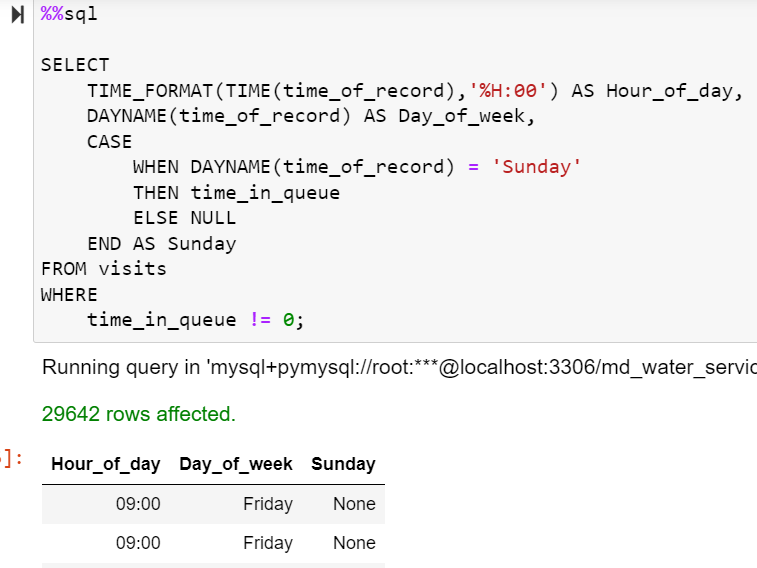 %%sql
SELECT
TIME_FORMAT(TIME(time_of_record),'%H:00') AS Hour_of_day,
DAYNAME(time_of_record) AS Day_of_week,
CASE
WHEN DAYNAME(time_of_record) = 'Sunday'
THEN time_in_queue
ELSE NULL
END AS Sunday
FROM visits
WHERE
time_in_queue != 0;
Running query in 'mysql+pymysql://root:***@localhost:3306/md_water_servic
29642 rows affected.
]:
Hour_of_day Day_of_week Sunday
09:00 Friday None
09:00 Friday None